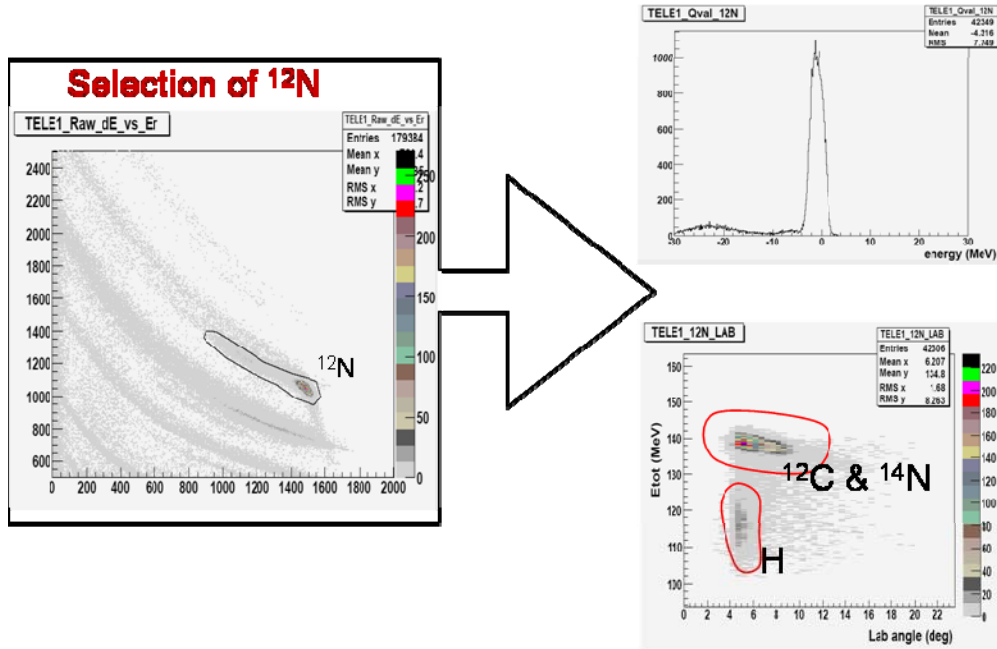 Selection of ¹²N
TELE1_Raw_dE_vs_Er
TELE1_Raw_dE_vs_Er
Entries 179384
Mean x
Mean y
RMS x
RMS y
2400
2200
2000
1800
1600
1400
1200
1000
800
600
0 200 400 600 800 1000 1200 1400 1600 1800 2000
250
200
150
100
50
0
¹²N
TELE1_Qval_12N
TELE1_Qval_12N
Entries 42349
Mean -4.316
RMS 7.749
1000
800
600
400
200
0
-30 -20 -10 0 10 20 30
energy (MeV)
TELE1_12N_LAB
TELE1_12N_LAB
Entries 42306
Mean x 6.207
Mean y 134.8
RMS x 1.68
RMS y 8.263
Etot (MeV)
150
140
130
120
110
100
0 2 4 6 8 10 12 14 16 18 20 22
Lab angle (deg)
220
200
180
160
140
120
100
80
60
40
20
0
¹²C & ¹⁴N
H